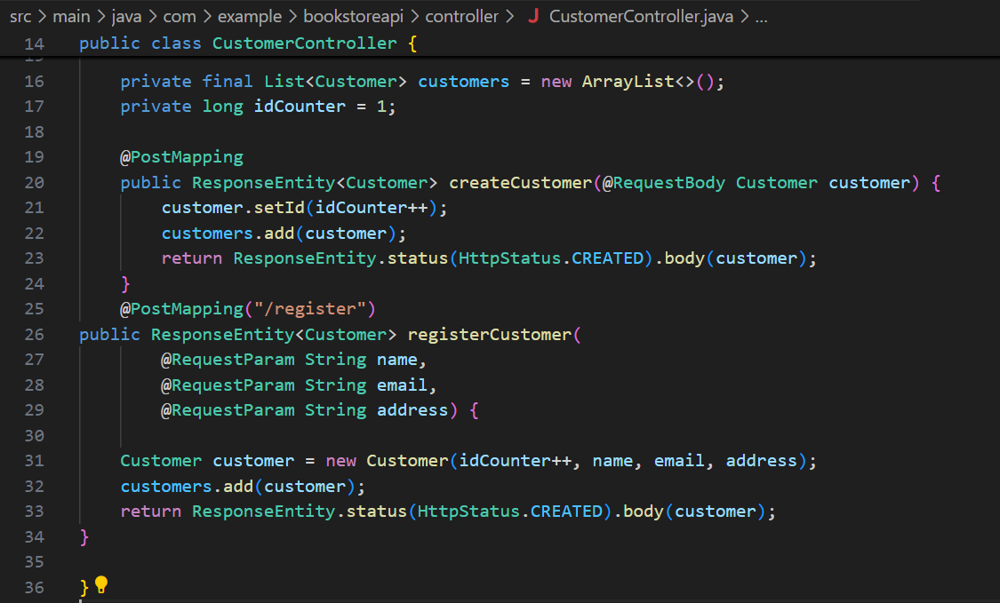 src > main > java > com > example > bookstoreapi > controller > J CustomerController.java > ...
14 public class CustomerController {
16     private final List<Customer> customers = new ArrayList<>();
17     private long idCounter = 1;
18
19     @PostMapping
20     public ResponseEntity<Customer> createCustomer(@RequestBody Customer customer) {
21         customer.setId(idCounter++);
22         customers.add(customer);
23         return ResponseEntity.status(HttpStatus.CREATED).body(customer);
24     }
25     @PostMapping("/register")
26 public ResponseEntity<Customer> registerCustomer(
27         @RequestParam String name,
28         @RequestParam String email,
29         @RequestParam String address) {
30
31     Customer customer = new Customer(idCounter++, name, email, address);
32     customers.add(customer);
33     return ResponseEntity.status(HttpStatus.CREATED).body(customer);
34 }
35
36 }